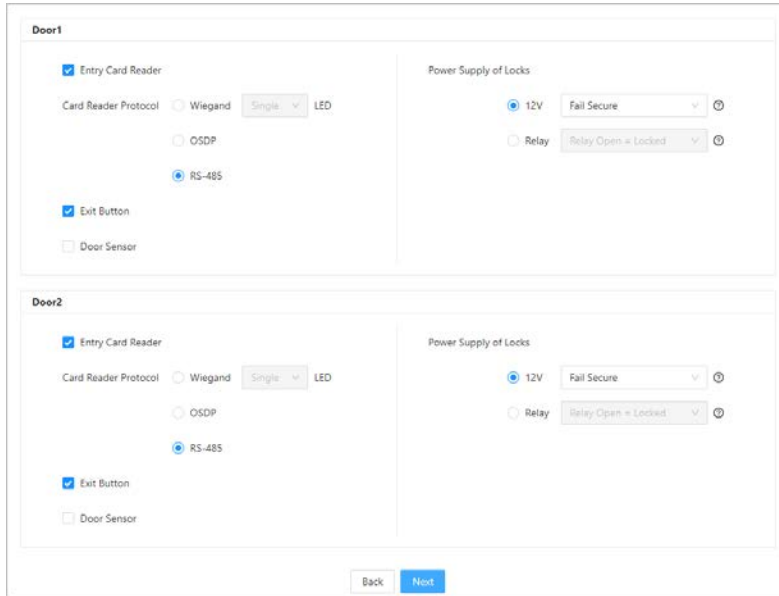 Door1
Entry Card Reader
Power Supply of Locks
Card Reader Protocol Wiegand Single LED
12V Fail Secure
OSDP
Relay Relay Open = Locked
RS-485
Exit Button
Door Sensor
Door2
Entry Card Reader
Power Supply of Locks
Card Reader Protocol Wiegand Single LED
12V Fail Secure
OSDP
Relay Relay Open = Locked
RS-485
Exit Button
Door Sensor
Back Next